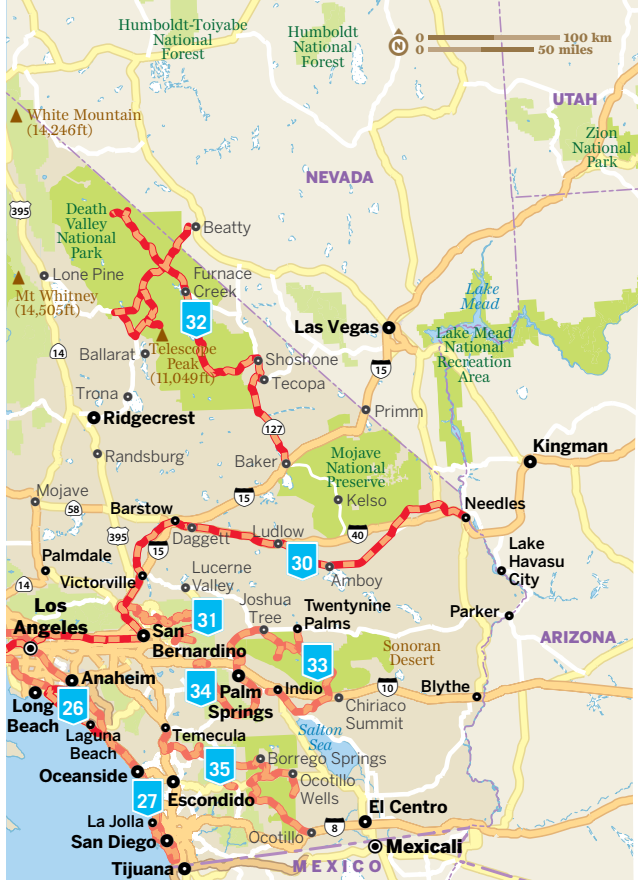 Humboldt-Toiyabe
National
Forest
Humboldt
National
Forest
N
0 100 km
0 50 miles
UTAH
White Mountain
(14,246ft)
Zion
National
Park
NEVADA
395
Death
Valley
National
Park
Beatty
Lone Pine
Furnace
Creek
Lake
Mead
Mt Whitney
(14,505ft)
32
Las Vegas
Lake Mead
National
Recreation
Area
14
Ballarat
Telescope
Peak
(11,049ft)
Shoshone
15
Tecopa
Trona
Primm
Ridgecrest
127
Kingman
Randsburg
Baker
Mojave
National
Preserve
Mojave
15
Kelso
58
Barstow
Needles
395
15
Daggett
Ludlow
40
Palmdale
30
Lake
Havasu
City
Victorville
Amboy
14
Lucerne
Valley
Los
Angeles
Joshua
Tree
Twentynine
Palms
31
Parker
San
Bernardino
ARIZONA
Sonoran
Desert
33
Anaheim
34
Palm
Springs
Indio
10
Blythe
Long
Beach
26
Chiriaco
Summit
Laguna
Beach
Temecula
Salton
Sea
Borrego Springs
35
Oceanside
Ocotillo
Wells
27
Escondido
El Centro
La Jolla
8
San Diego
Ocotillo
Mexicali
Tijuana
MEXICO